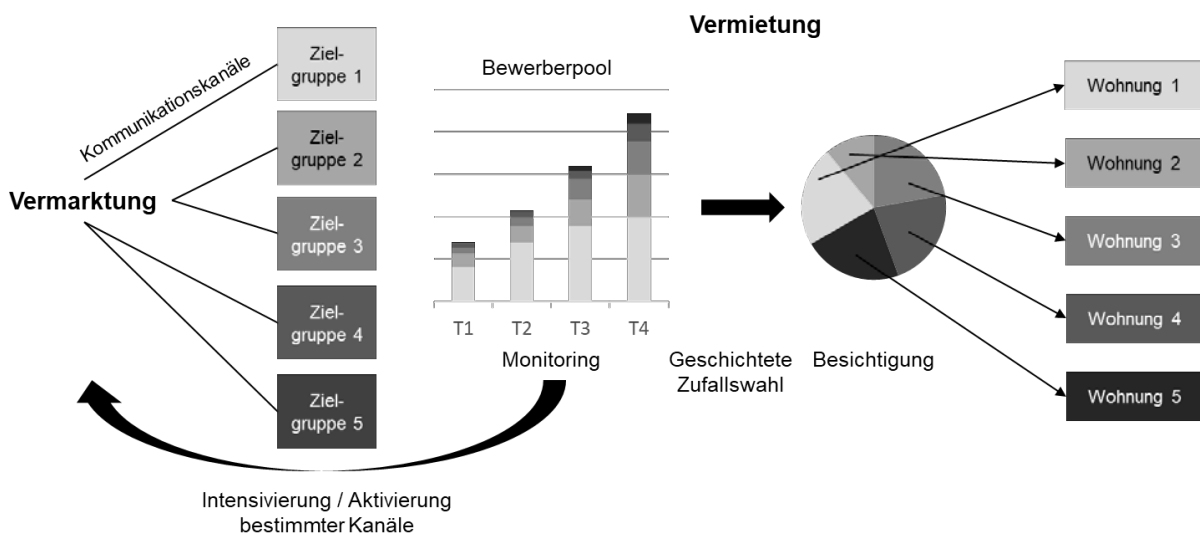 Vermietung
Kommunikationskanäle
Vermarktung
Ziel-
gruppe 1
Ziel-
gruppe 2
Ziel-
gruppe 3
Ziel-
gruppe 4
Ziel-
gruppe 5
Bewerberpool
T1 T2 T3 T4
Monitoring
Geschichtete
Zufallswahl
Besichtigung
Wohnung 1
Wohnung 2
Wohnung 3
Wohnung 4
Wohnung 5
Intensivierung / Aktivierung
bestimmter Kanäle